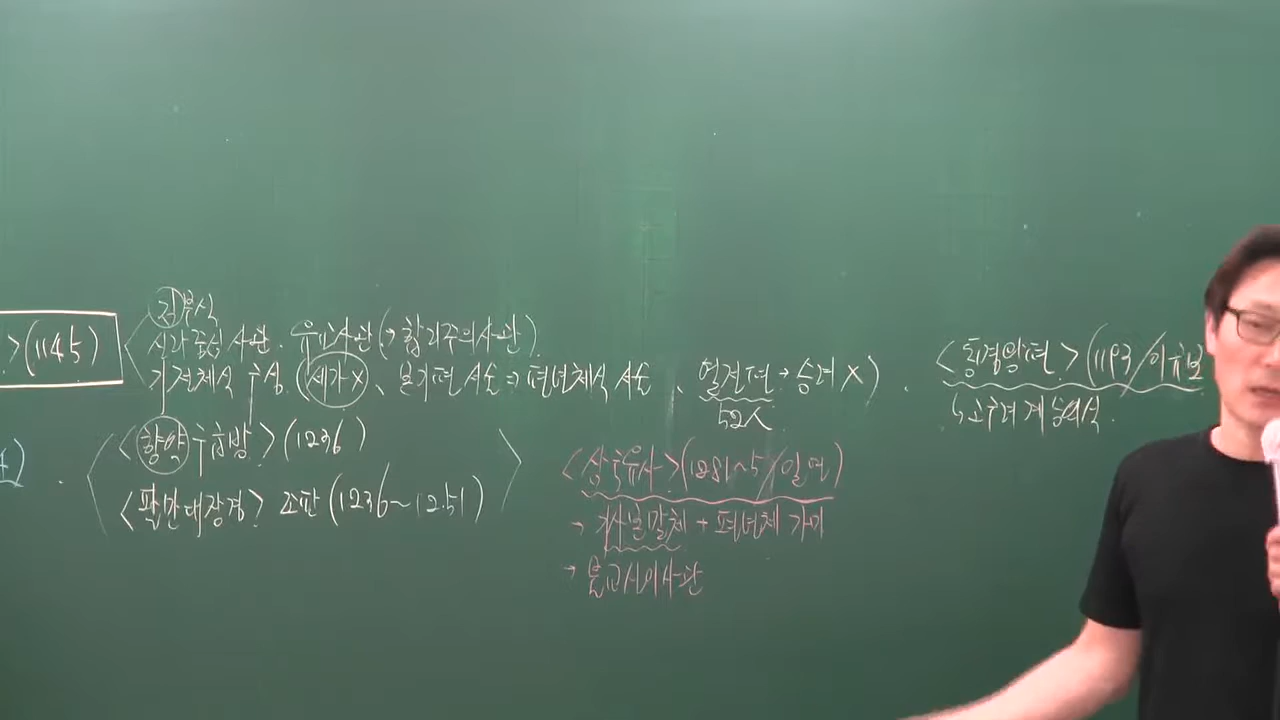 >(1145)
김부식
신라 중심 사관. 유교사관(→합리주의사관).
기전체식 구성 (세가 X、본기편 서술 ⇒ 편년체식 서술、열전편 → 승려 X).
52人
<동명왕편>(1193/이규보
↳고구려 계승의식.
<향약구급방>(1236)
<팔만대장경> 조판(1236~1251)
<삼국유사>(1281~5/일연)
→ 기사본말체 + 편년체 가미
→ 불교사의사관